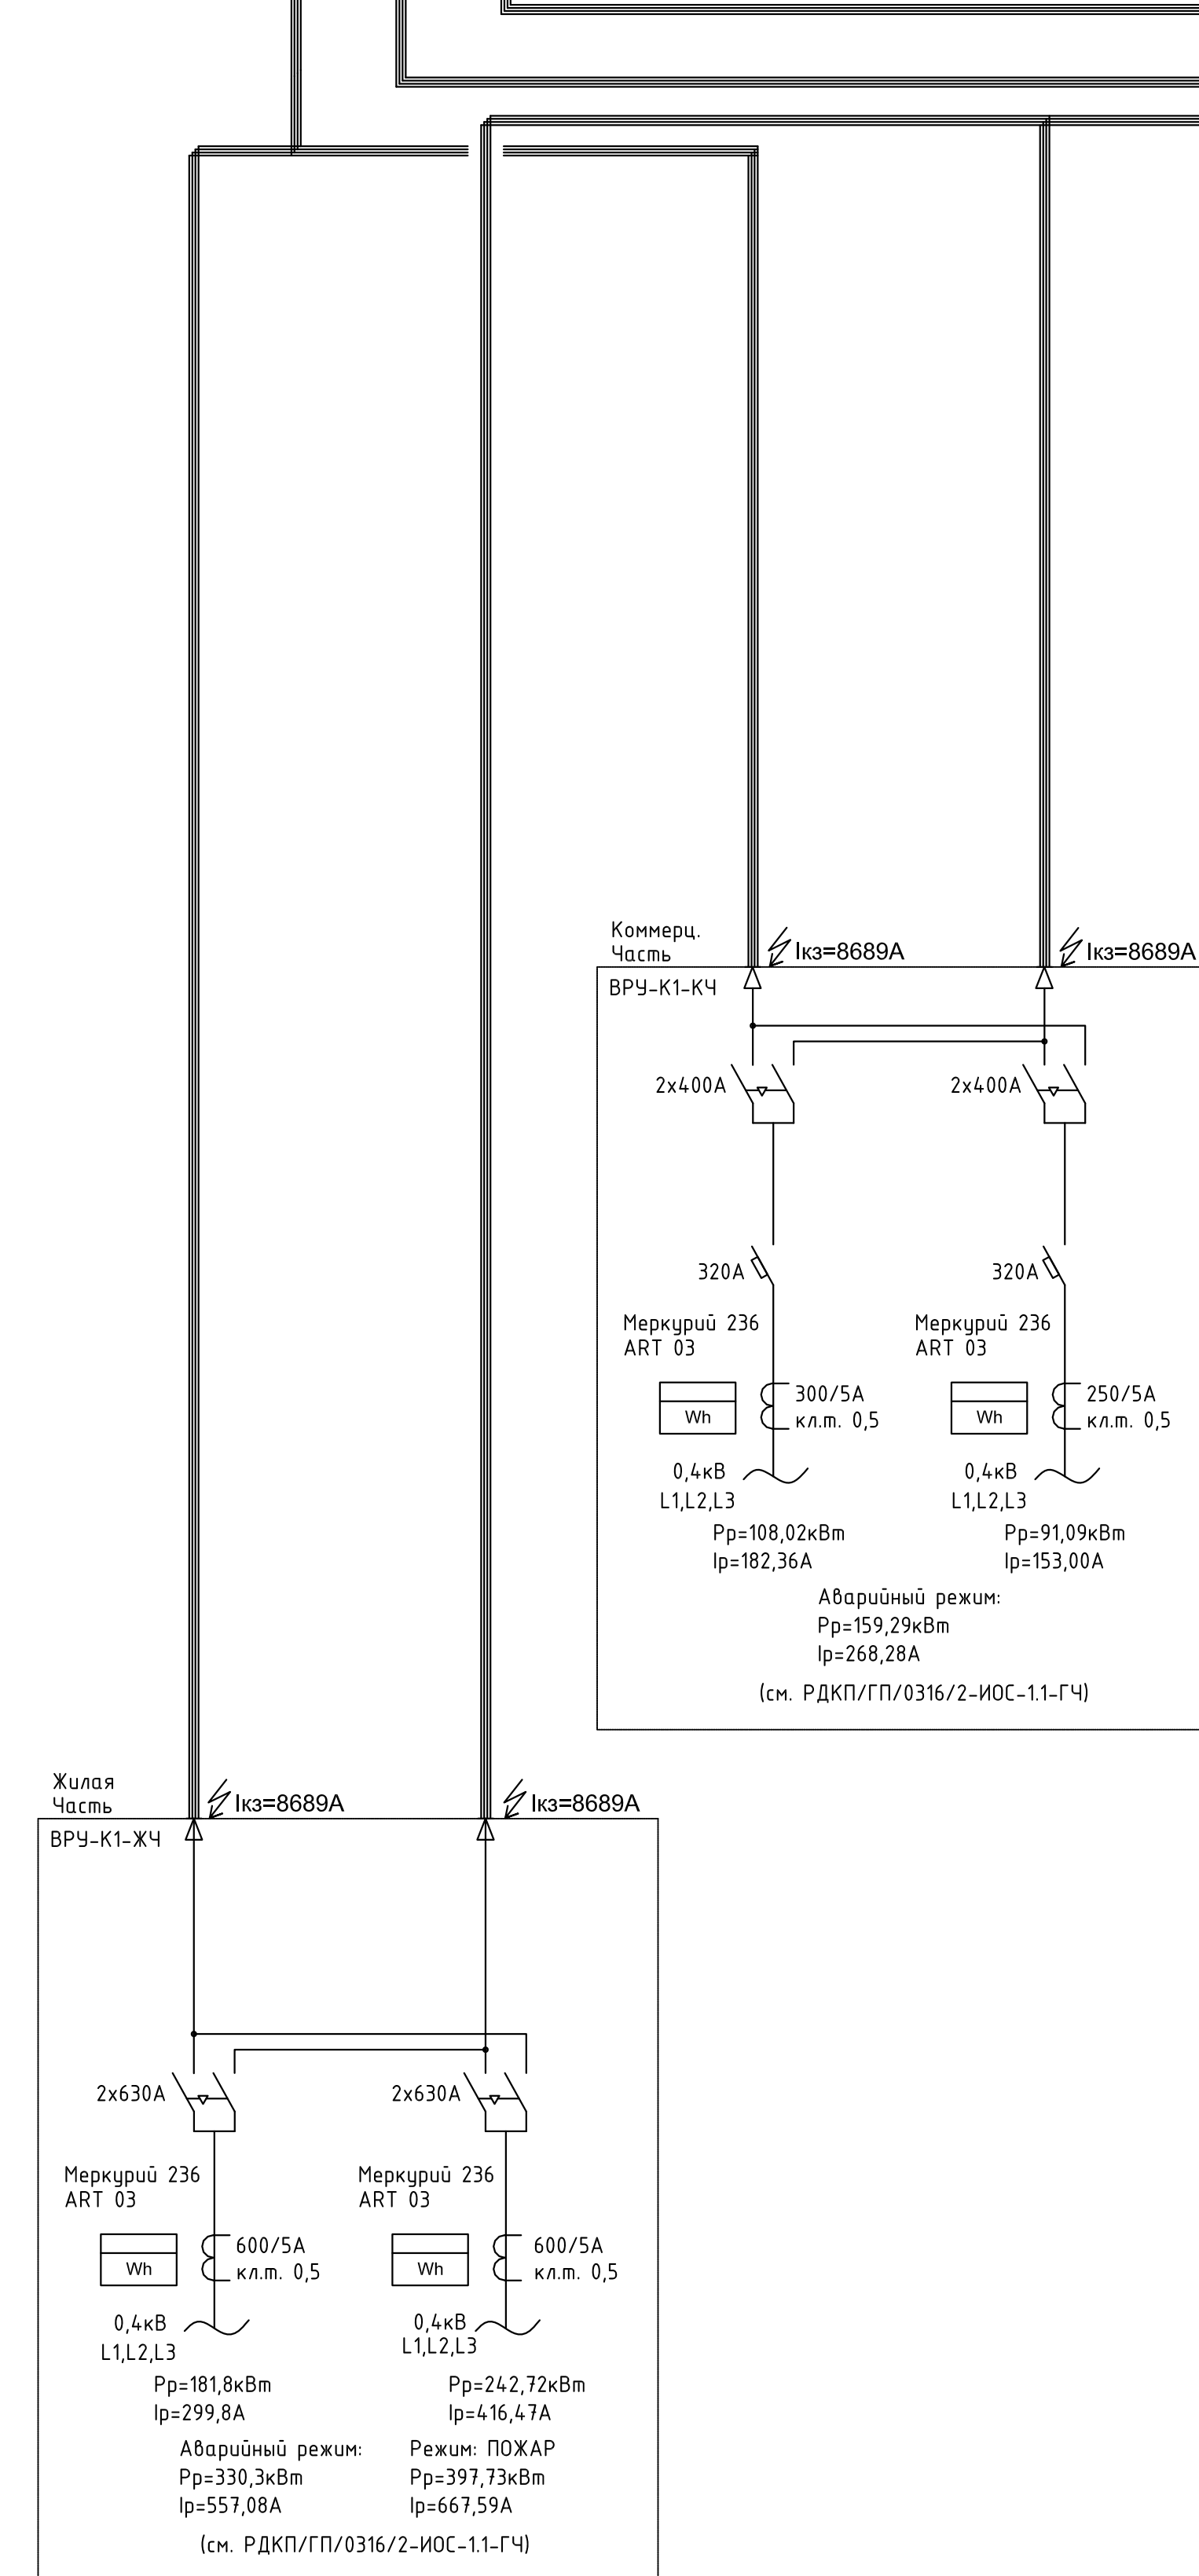 Коммерц.
Часть
Iкз=8689А
Iкз=8689А
ВРУ-К1-КЧ
2х400А
2х400А
320А
320А
Меркурий 236
ART 03
Меркурий 236
ART 03
300/5А
кл.т. 0,5
250/5А
кл.т. 0,5
Wh
Wh
0,4кВ
L1,L2,L3
0,4кВ
L1,L2,L3
Рр=108,02кВт
Iр=182,36А
Рр=91,09кВт
Iр=153,00А
Аварийный режим:
Рр=159,29кВт
Iр=268,28А
(см. РДКП/ГП/0316/2-ИОС-1.1-ГЧ)
Жилая
Часть
Iкз=8689А
Iкз=8689А
ВРУ-К1-ЖЧ
2х630А
2х630А
Меркурий 236
ART 03
Меркурий 236
ART 03
600/5А
кл.т. 0,5
600/5А
кл.т. 0,5
Wh
Wh
0,4кВ
L1,L2,L3
0,4кВ
L1,L2,L3
Рр=181,8кВт
Iр=299,8А
Рр=242,72кВт
Iр=416,47А
Аварийный режим:
Рр=330,3кВт
Iр=557,08А
Режим: ПОЖАР
Рр=397,73кВт
Iр=667,59А
(см. РДКП/ГП/0316/2-ИОС-1.1-ГЧ)